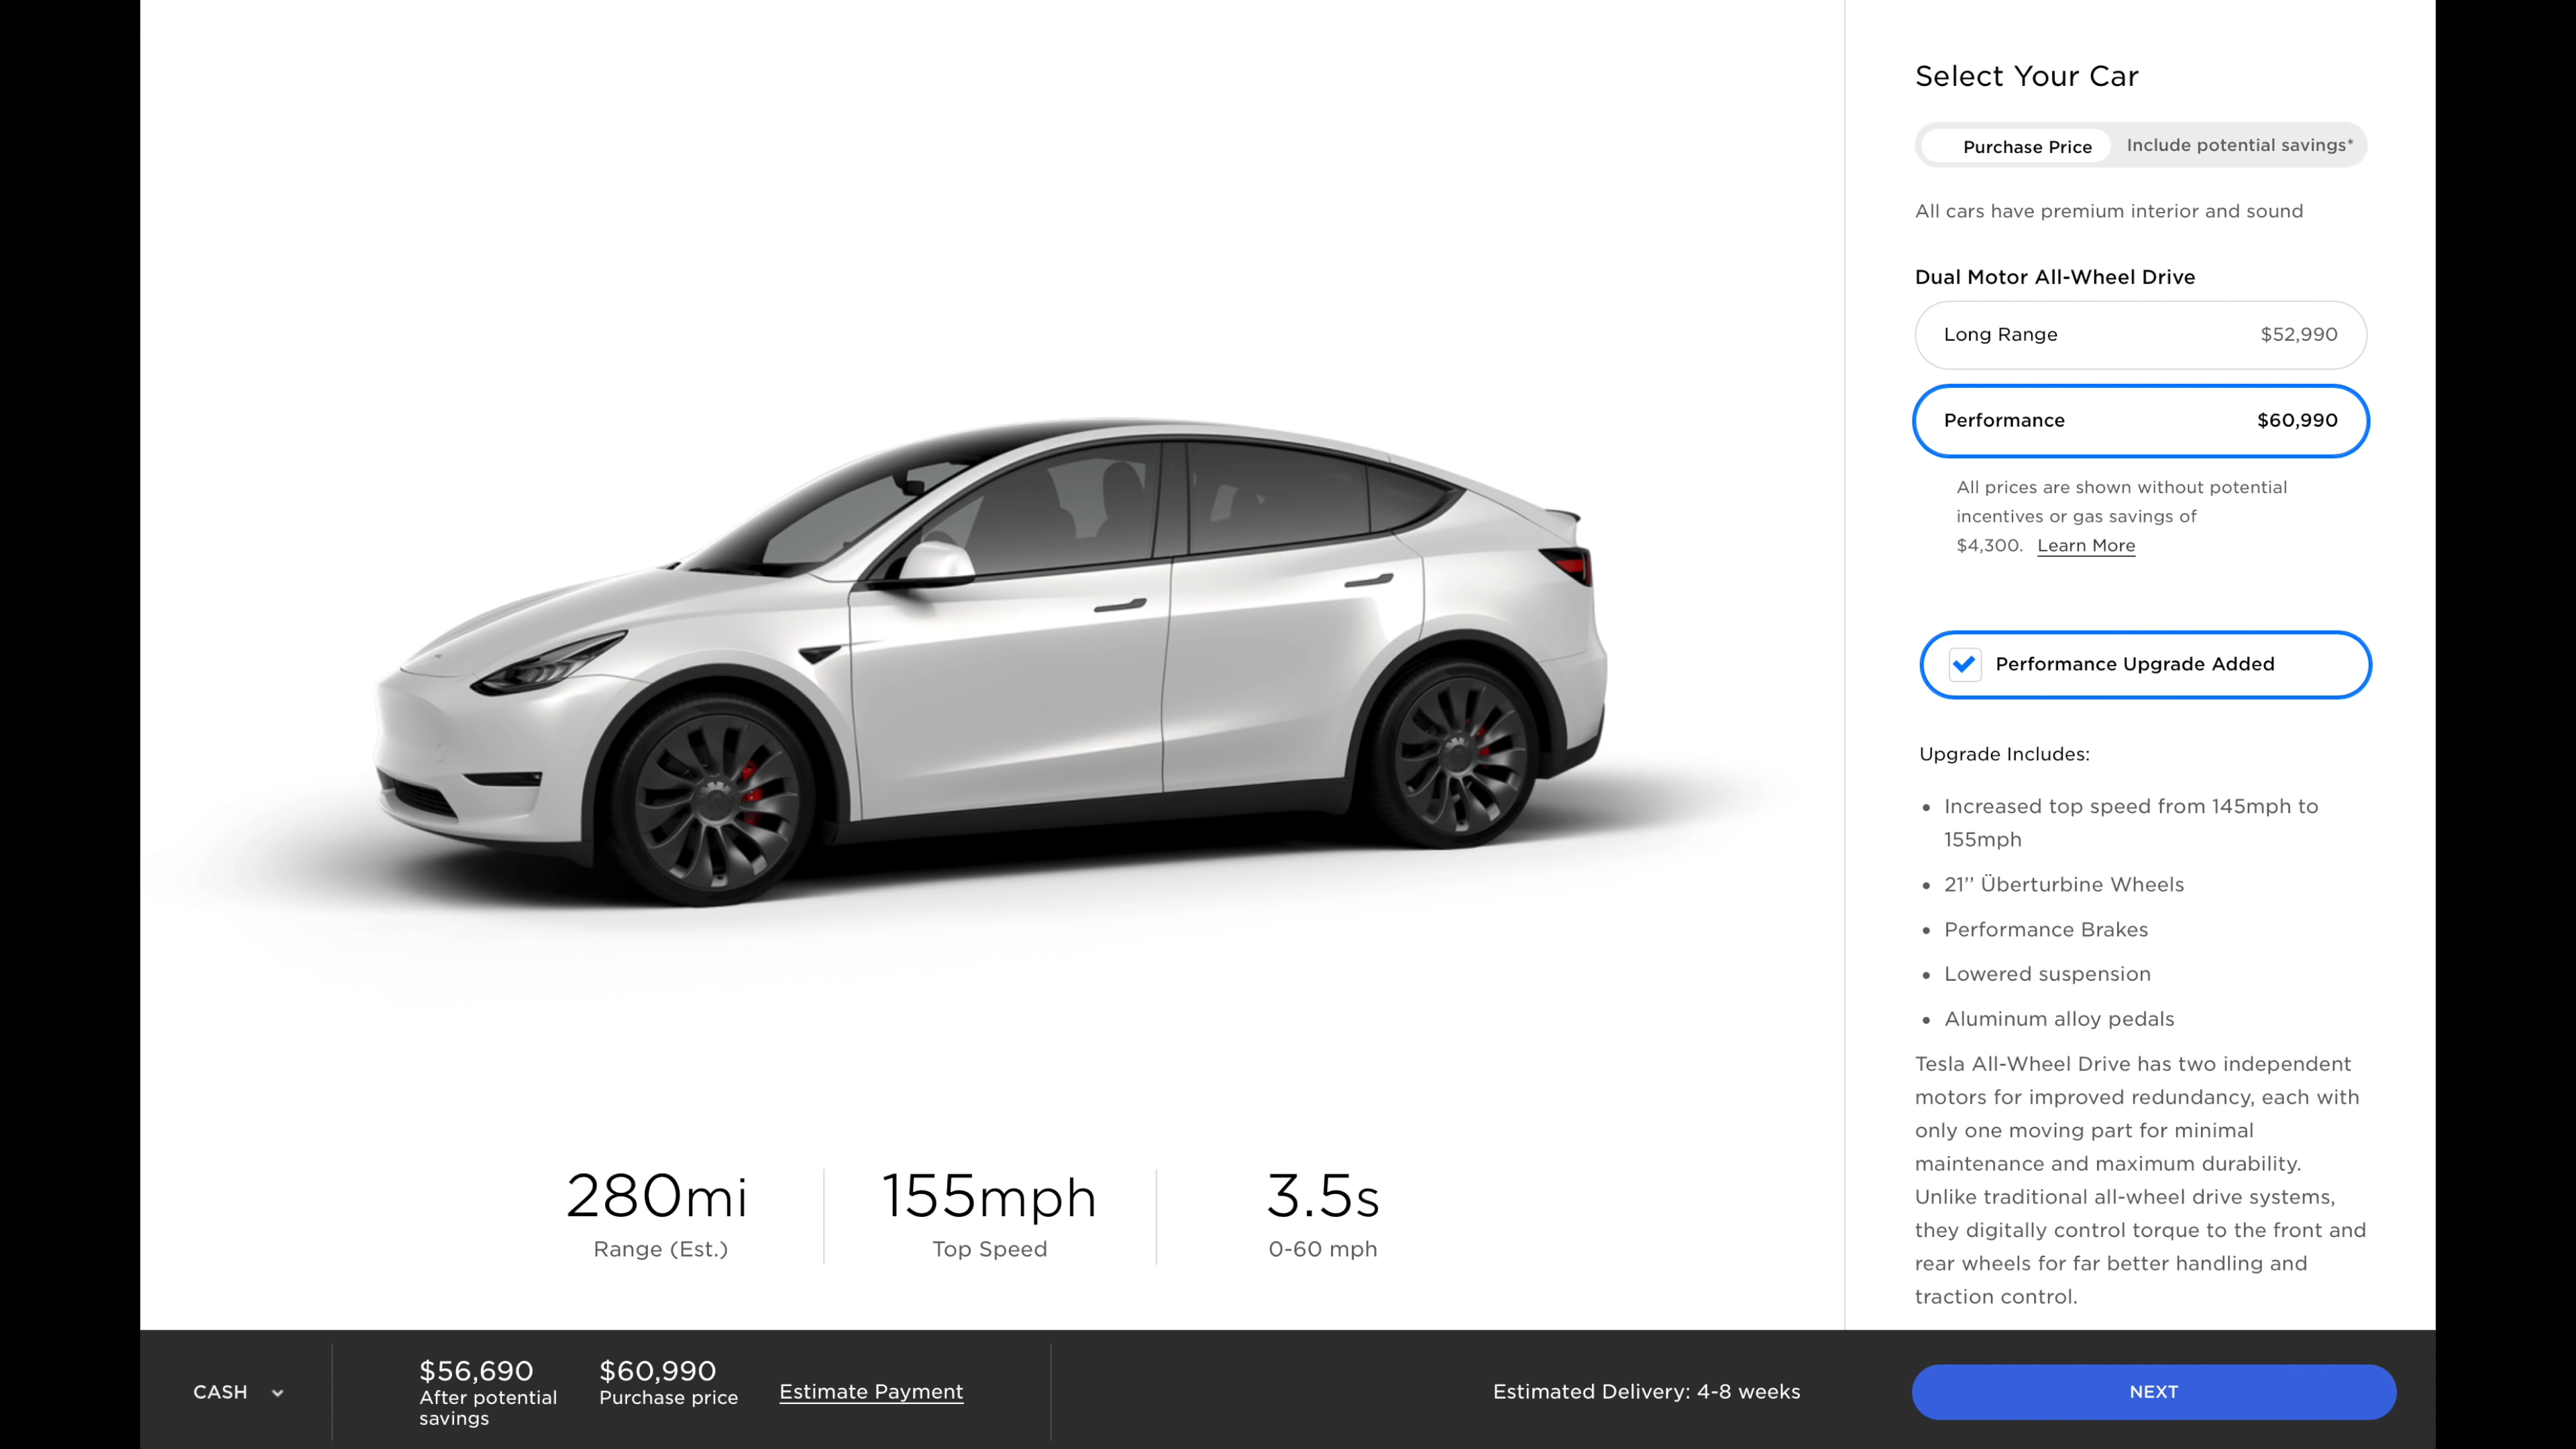 Select Your Car
Purchase Price
Include potential savings*
All cars have premium interior and sound
Dual Motor All-Wheel Drive
Long Range $52,990
Performance $60,990
All prices are shown without potential
incentives or gas savings of
$4,300. Learn More
Performance Upgrade Added
Upgrade Includes:
• Increased top speed from 145mph to
155mph
• 21’’ Überturbine Wheels
• Performance Brakes
• Lowered suspension
• Aluminum alloy pedals
Tesla All-Wheel Drive has two independent
motors for improved redundancy, each with
only one moving part for minimal
maintenance and maximum durability.
Unlike traditional all-wheel drive systems,
they digitally control torque to the front and
rear wheels for far better handling and
traction control.
280mi
Range (Est.)
155mph
Top Speed
3.5s
0-60 mph
CASH
$56,690
After potential
savings
$60,990
Purchase price
Estimate Payment
Estimated Delivery: 4-8 weeks
NEXT